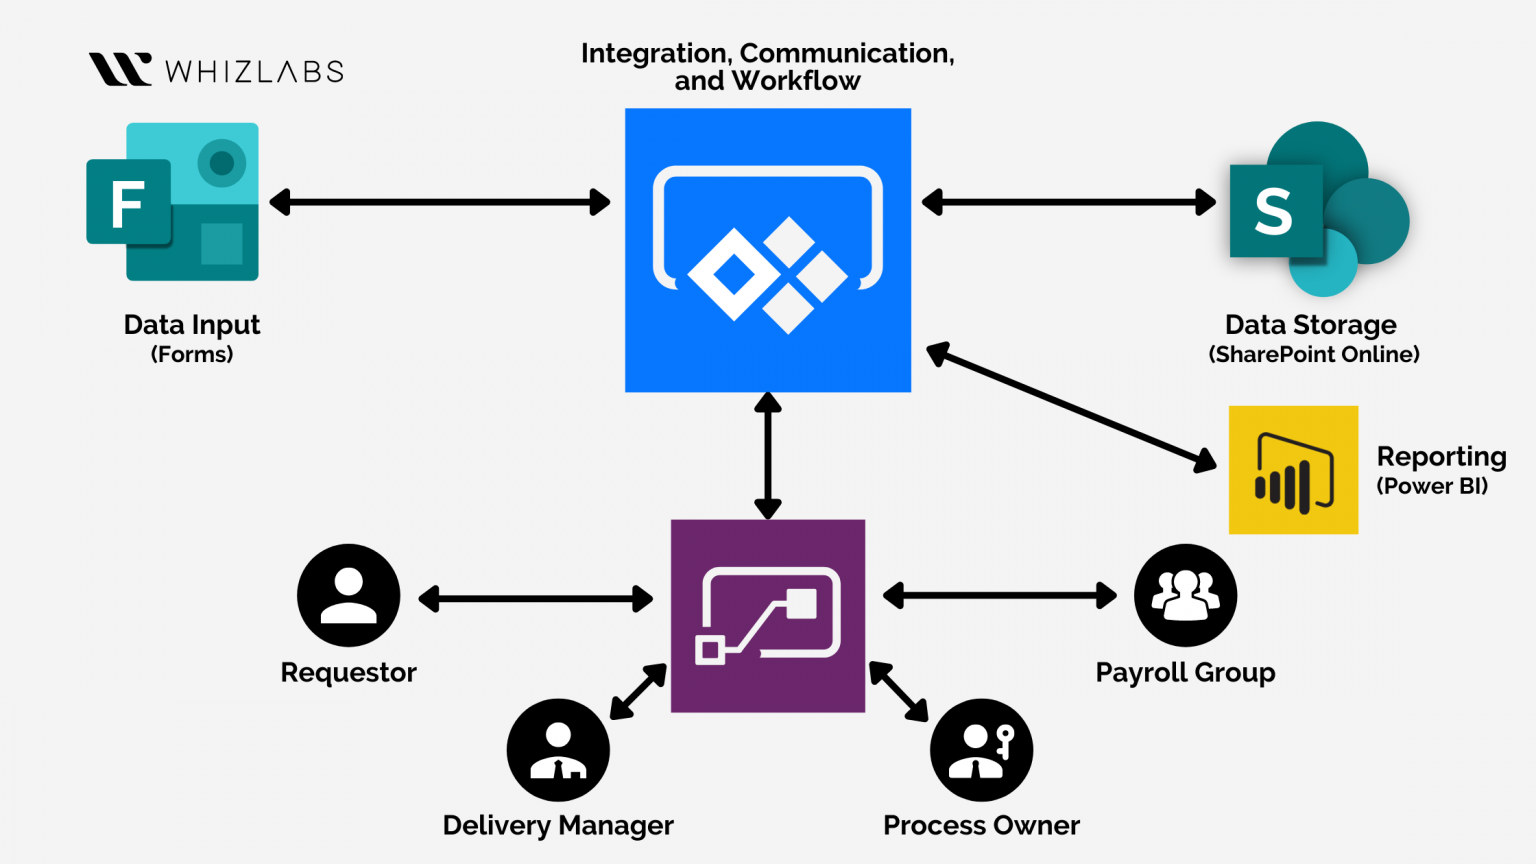 WHIZLABS
Integration, Communication,
and Workflow
F
S
Data Input
(Forms)
Data Storage
(SharePoint Online)
Reporting
(Power BI)
Requestor
Payroll Group
Delivery Manager
Process Owner